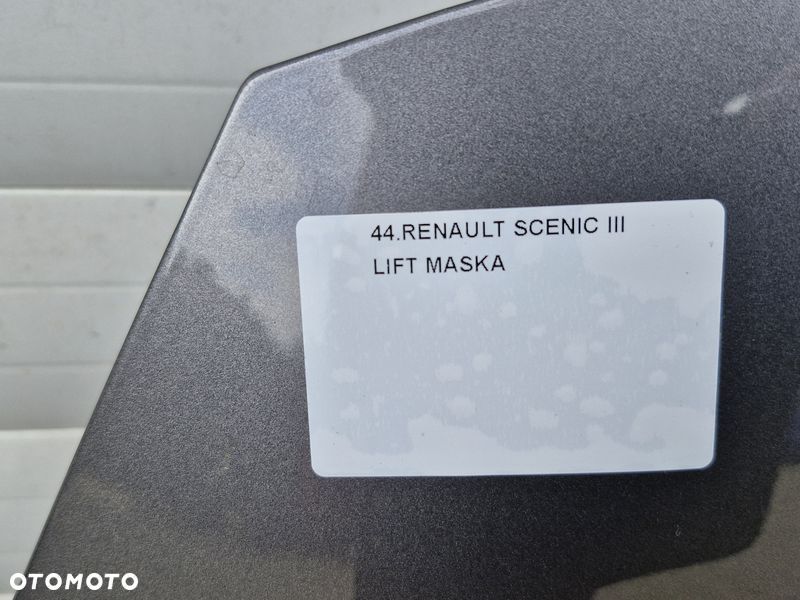 44.RENAULT SCENIC III
LIFT MASKA
OTOMOTO